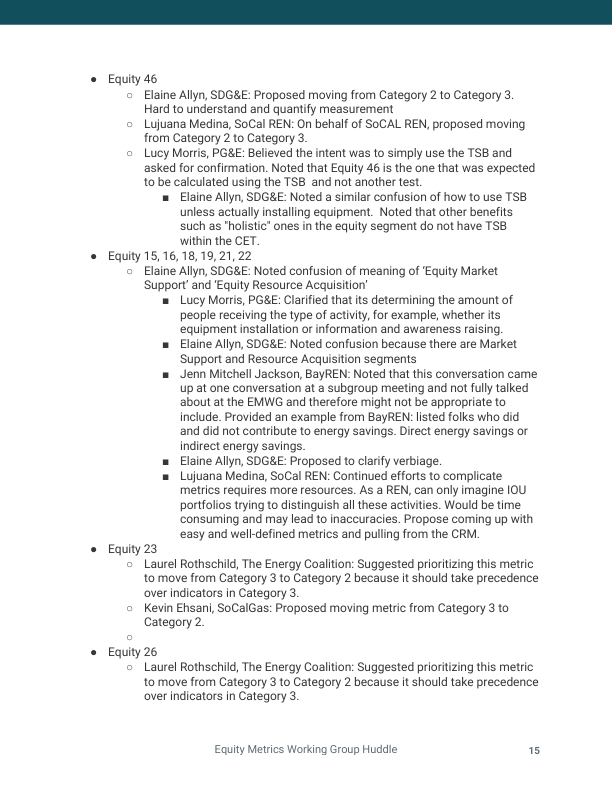 ● Equity 46
○ Elaine Allyn, SDG&E: Proposed moving from Category 2 to Category 3.
Hard to understand and quantify measurement
○ Lujuana Medina, SoCal REN: On behalf of SoCAL REN, proposed moving
from Category 2 to Category 3.
○ Lucy Morris, PG&E: Believed the intent was to simply use the TSB and
asked for confirmation. Noted that Equity 46 is the one that was expected
to be calculated using the TSB  and not another test.
■ Elaine Allyn, SDG&E: Noted a similar confusion of how to use TSB
unless actually installing equipment.  Noted that other benefits
such as "holistic" ones in the equity segment do not have TSB
within the CET.
● Equity 15, 16, 18, 19, 21, 22
○ Elaine Allyn, SDG&E: Noted confusion of meaning of ‘Equity Market
Support’ and ‘Equity Resource Acquisition’
■ Lucy Morris, PG&E: Clarified that its determining the amount of
people receiving the type of activity, for example, whether its
equipment installation or information and awareness raising.
■ Elaine Allyn, SDG&E: Noted confusion because there are Market
Support and Resource Acquisition segments
■ Jenn Mitchell Jackson, BayREN: Noted that this conversation came
up at one conversation at a subgroup meeting and not fully talked
about at the EMWG and therefore might not be appropriate to
include. Provided an example from BayREN: listed folks who did
and did not contribute to energy savings. Direct energy savings or
indirect energy savings.
■ Elaine Allyn, SDG&E: Proposed to clarify verbiage.
■ Lujuana Medina, SoCal REN: Continued efforts to complicate
metrics requires more resources. As a REN, can only imagine IOU
portfolios trying to distinguish all these activities. Would be time
consuming and may lead to inaccuracies. Propose coming up with
easy and well-defined metrics and pulling from the CRM.
● Equity 23
○ Laurel Rothschild, The Energy Coalition: Suggested prioritizing this metric
to move from Category 3 to Category 2 because it should take precedence
over indicators in Category 3.
○ Kevin Ehsani, SoCalGas: Proposed moving metric from Category 3 to
Category 2.
○
● Equity 26
○ Laurel Rothschild, The Energy Coalition: Suggested prioritizing this metric
to move from Category 3 to Category 2 because it should take precedence
over indicators in Category 3.
Equity Metrics Working Group Huddle 15